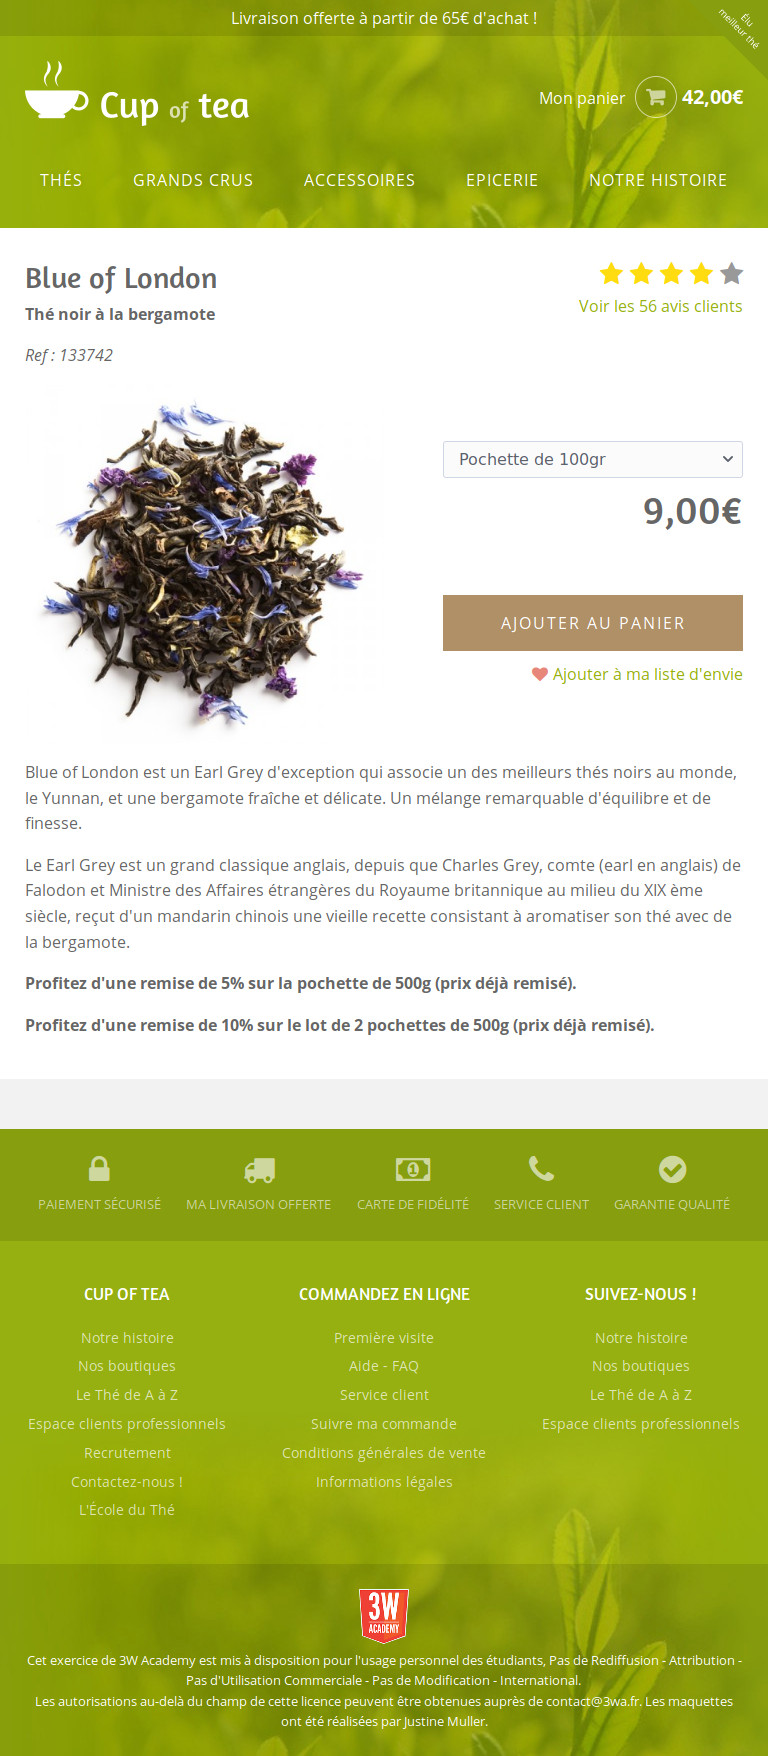 Livraison offerte à partir de 65€ d'achat !
Élu
meilleur thé
Cup of tea
Mon panier 42,00€
THÉS GRANDS CRUS ACCESSOIRES EPICERIE NOTRE HISTOIRE
Blue of London
Voir les 56 avis clients
Thé noir à la bergamote
Ref : 133742
Pochette de 100gr
9,00€
AJOUTER AU PANIER
Ajouter à ma liste d'envie
Blue of London est un Earl Grey d'exception qui associe un des meilleurs thés noirs au monde,
le Yunnan, et une bergamote fraîche et délicate. Un mélange remarquable d'équilibre et de
finesse.
Le Earl Grey est un grand classique anglais, depuis que Charles Grey, comte (earl en anglais) de
Falodon et Ministre des Affaires étrangères du Royaume britannique au milieu du XIX ème
siècle, reçut d'un mandarin chinois une vieille recette consistant à aromatiser son thé avec de
la bergamote.
Profitez d'une remise de 5% sur la pochette de 500g (prix déjà remisé).
Profitez d'une remise de 10% sur le lot de 2 pochettes de 500g (prix déjà remisé).
1
PAIEMENT SÉCURISÉ MA LIVRAISON OFFERTE CARTE DE FIDÉLITÉ SERVICE CLIENT GARANTIE QUALITÉ
CUP OF TEA
Notre histoire
Nos boutiques
Le Thé de A à Z
Espace clients professionnels
Recrutement
Contactez-nous !
L'École du Thé
COMMANDEZ EN LIGNE
Première visite
Aide - FAQ
Service client
Suivre ma commande
Conditions générales de vente
Informations légales
SUIVEZ-NOUS !
Notre histoire
Nos boutiques
Le Thé de A à Z
Espace clients professionnels
3W
ACADEMY
Cet exercice de 3W Academy est mis à disposition pour l'usage personnel des étudiants, Pas de Rediffusion - Attribution -
Pas d'Utilisation Commerciale - Pas de Modification - International.
Les autorisations au-delà du champ de cette licence peuvent être obtenues auprès de contact@3wa.fr. Les maquettes
ont été réalisées par Justine Muller.